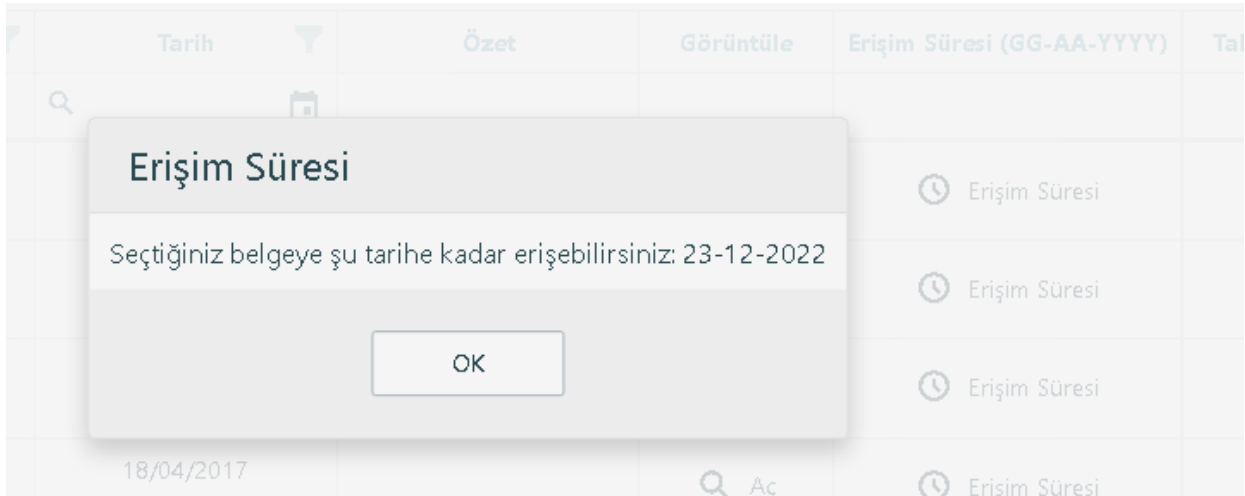 Tarih Özet Görüntüle Erişim Süresi (GG-AA-YYYY)
Erişim Süresi
Erişim Süresi
Seçtiğiniz belgeye şu tarihe kadar erişebilirsiniz: 23-12-2022
Erişim Süresi
OK
Erişim Süresi
18/04/2017 Aç Erişim Süresi